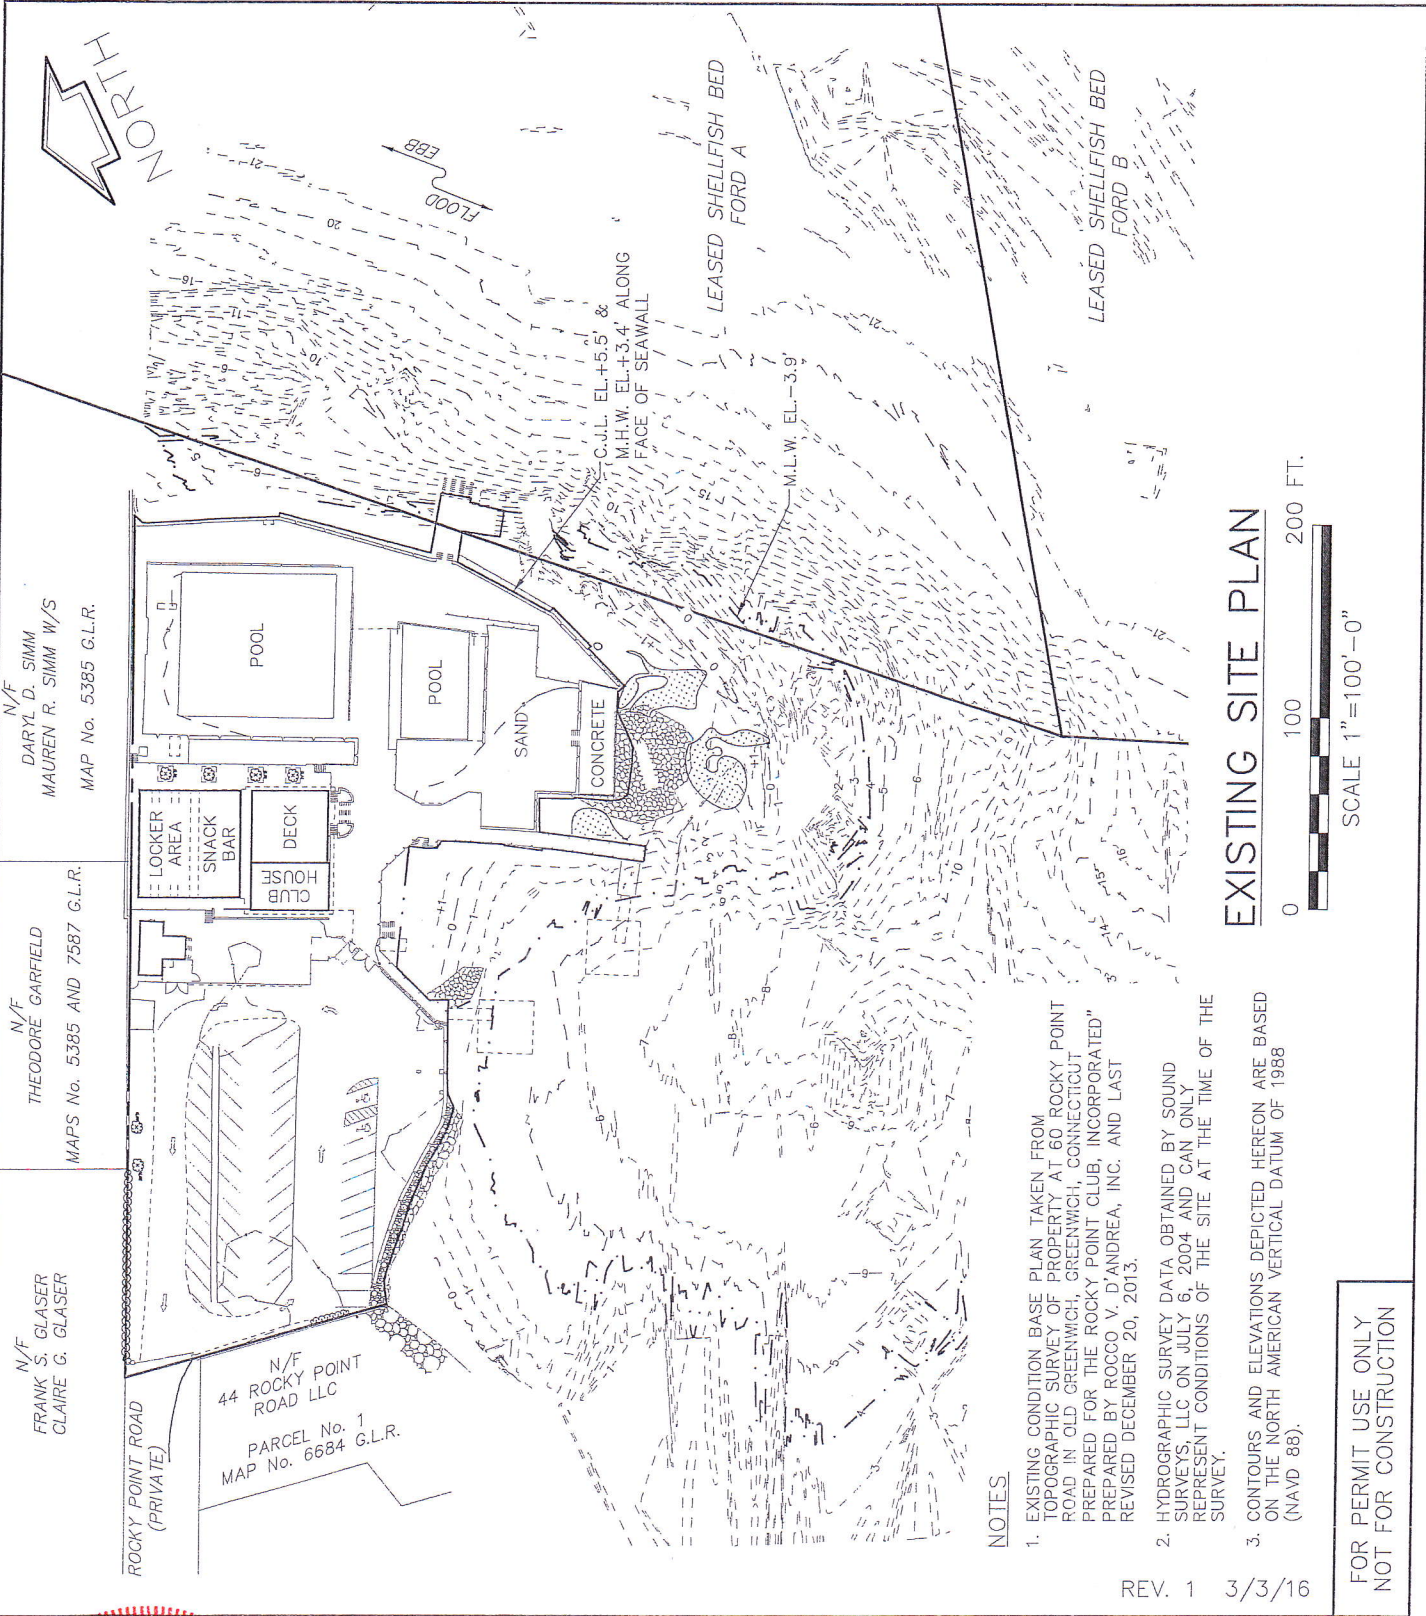 N/F
FRANK S. GLASER
CLAIRE G. GLASER
N/F
THEODORE GARFIELD
MAPS No. 5385 AND 7587 G.L.R.
N/F
DARYL D. SIMM
MAUREN R. SIMM W/S
MAP No. 5385 G.L.R.
NORTH
ROCKY POINT ROAD
(PRIVATE)
N/F
44 ROCKY POINT
ROAD LLC
PARCEL No. 1
MAP No. 6684 G.L.R.
LOCKER
AREA
SNACK
BAR
CLUB
HOUSE
DECK
POOL
POOL
SAND
CONCRETE
EBB
FLOOD
C.J.L. EL.+5.5' &
M.H.W. EL.+3.4' ALONG
FACE OF SEAWALL
M.L.W. EL.-3.9'
LEASED SHELLFISH BED
FORD A
LEASED SHELLFISH BED
FORD B
NOTES
1. EXISTING CONDITION BASE PLAN TAKEN FROM
TOPOGRAPHIC SURVEY OF PROPERTY AT 60 ROCKY POINT
ROAD IN OLD GREENWICH, GREENWICH, CONNECTICUT
PREPARED FOR THE ROCKY POINT CLUB, INCORPORATED"
PREPARED BY ROCCO V. D'ANDREA, INC. AND LAST
REVISED DECEMBER 20, 2013.
2. HYDROGRAPHIC SURVEY DATA OBTAINED BY SOUND
SURVEYS, LLC ON JULY 6, 2004 AND CAN ONLY
REPRESENT CONDITIONS OF THE SITE AT THE TIME OF THE
SURVEY.
3. CONTOURS AND ELEVATIONS DEPICTED HEREON ARE BASED
ON THE NORTH AMERICAN VERTICAL DATUM OF 1988
(NAVD 88).
EXISTING SITE PLAN
0 100 200 FT.
SCALE 1"=100'-0"
REV. 1 3/3/16
FOR PERMIT USE ONLY
NOT FOR CONSTRUCTION